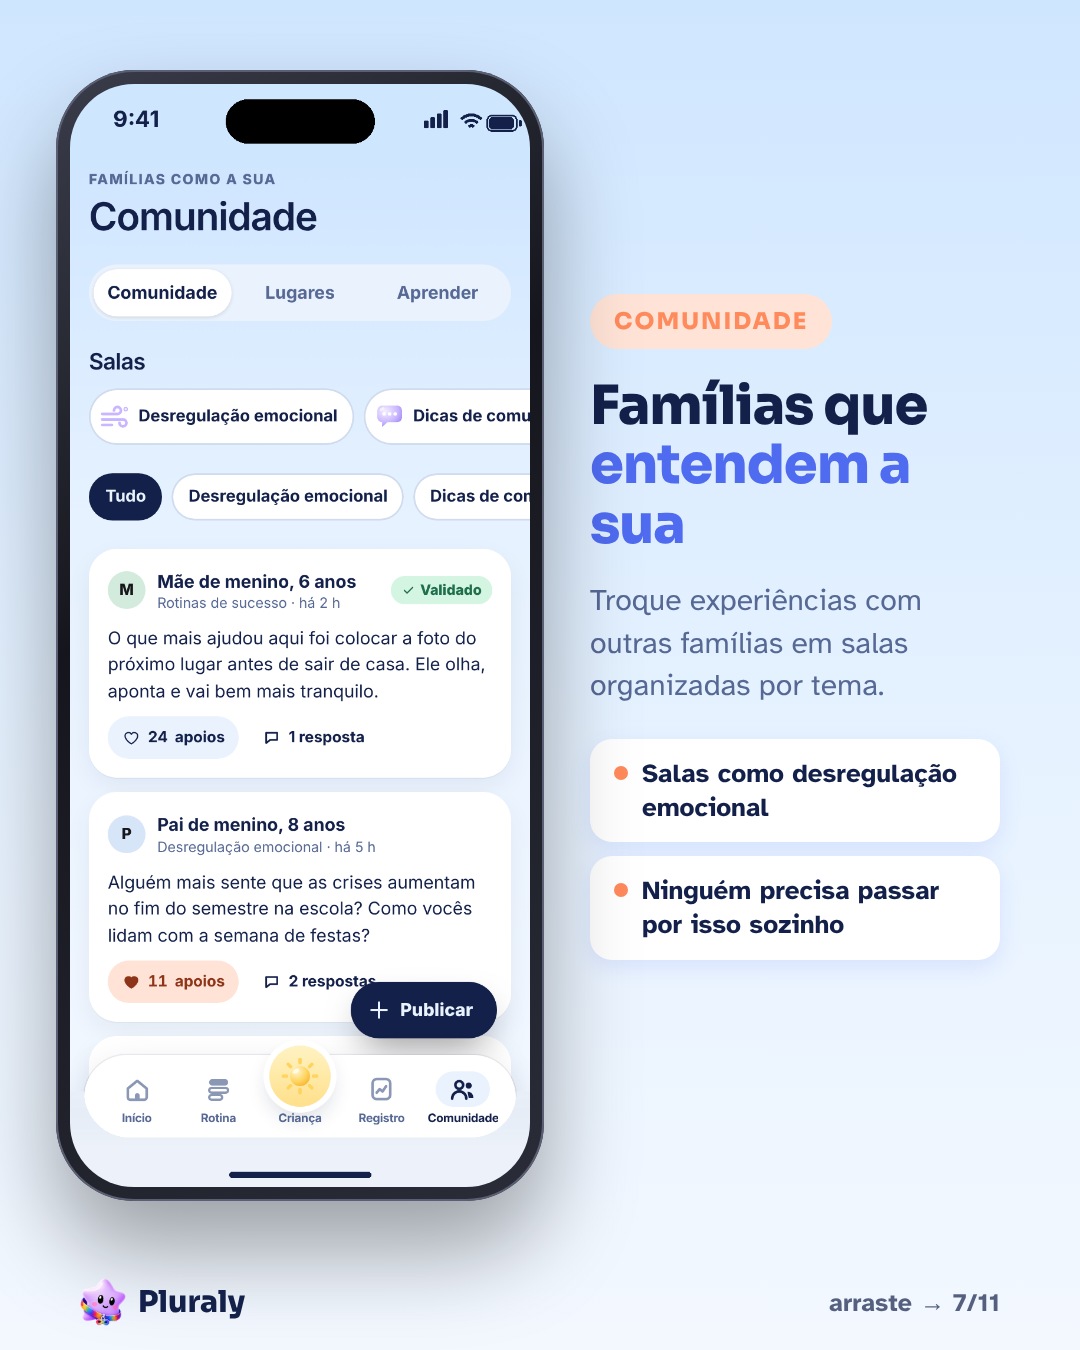 9:41
FAMÍLIAS COMO A SUA
Comunidade
Comunidade Lugares Aprender
Salas
Desregulação emocional Dicas de comu
Tudo Desregulação emocional Dicas de con
M Mãe de menino, 6 anos Validado
Rotinas de sucesso · há 2 h
O que mais ajudou aqui foi colocar a foto do
próximo lugar antes de sair de casa. Ele olha,
aponta e vai bem mais tranquilo.
24 apoios 1 resposta
P Pai de menino, 8 anos
Desregulação emocional · há 5 h
Alguém mais sente que as crises aumentam
no fim do semestre na escola? Como vocês
lidam com a semana de festas?
11 apoios 2 respostas
+ Publicar
Início Rotina Criança Registro Comunidade
COMUNIDADE
Famílias que
entendem a
sua
Troque experiências com
outras famílias em salas
organizadas por tema.
Salas como desregulação
emocional
Ninguém precisa passar
por isso sozinho
Pluraly
arraste → 7/11